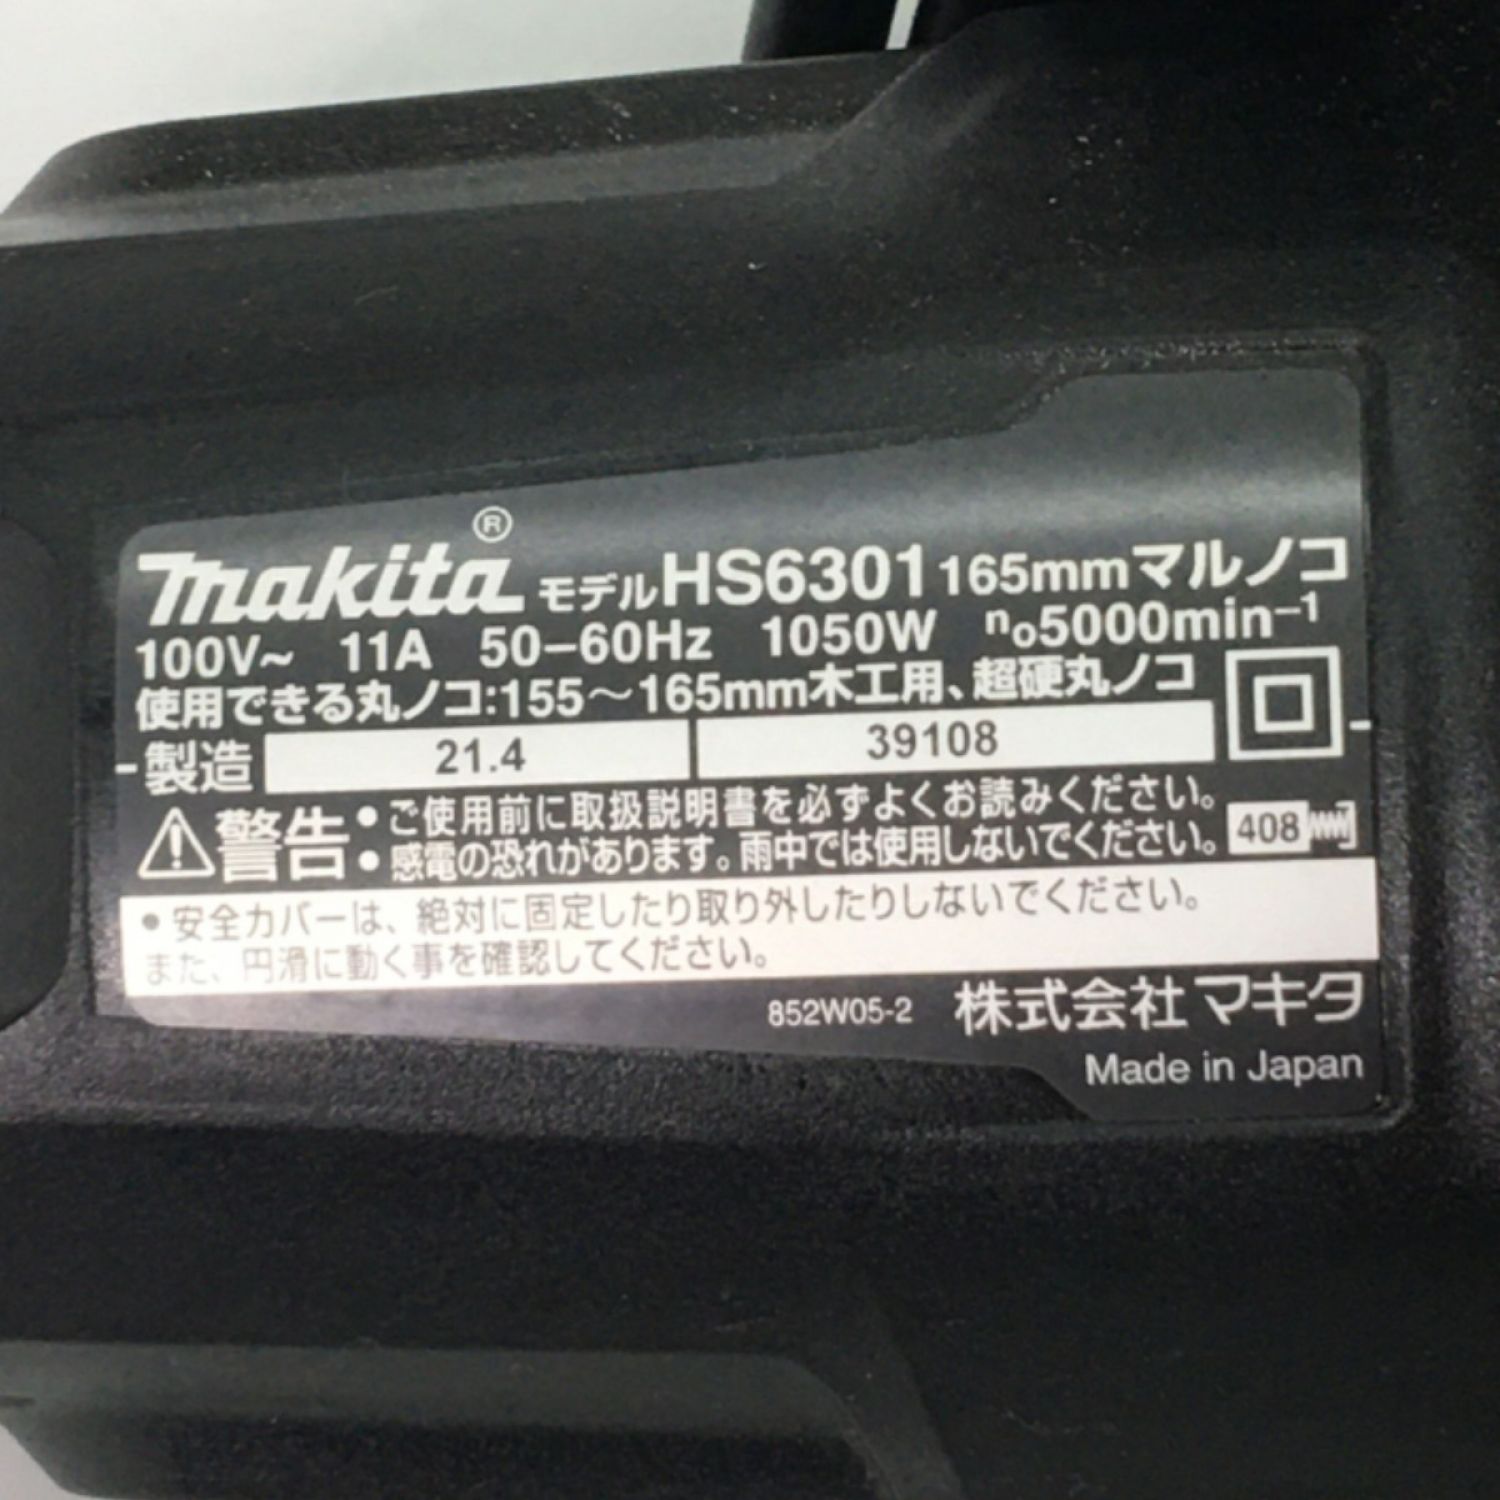 makita® モデルHS6301 165mmマルノコ
100V~ 11A 50-60Hz 1050W n₀5000min⁻¹
使用できる丸ノコ:155～165mm木工用、超硬丸ノコ
製造 21.4 39108
警告 • ご使用前に取扱説明書を必ずよくお読みください。
• 感電の恐れがあります。雨中では使用しないでください。 408
• 安全カバーは、絶対に固定したり取り外したりしないでください。
また、円滑に動く事を確認してください。
852W05-2 株式会社マキタ
Made in Japan